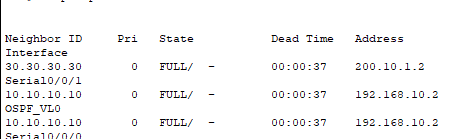 Neighbor ID Pri State Dead Time Address
Interface
30.30.30.30 0 FULL/ - 00:00:37 200.10.1.2
Serial0/0/1
10.10.10.10 0 FULL/ - 00:00:37 192.168.10.2
OSPF_VL0
10.10.10.10 0 FULL/ - 00:00:37 192.168.10.2
Serial0/0/0